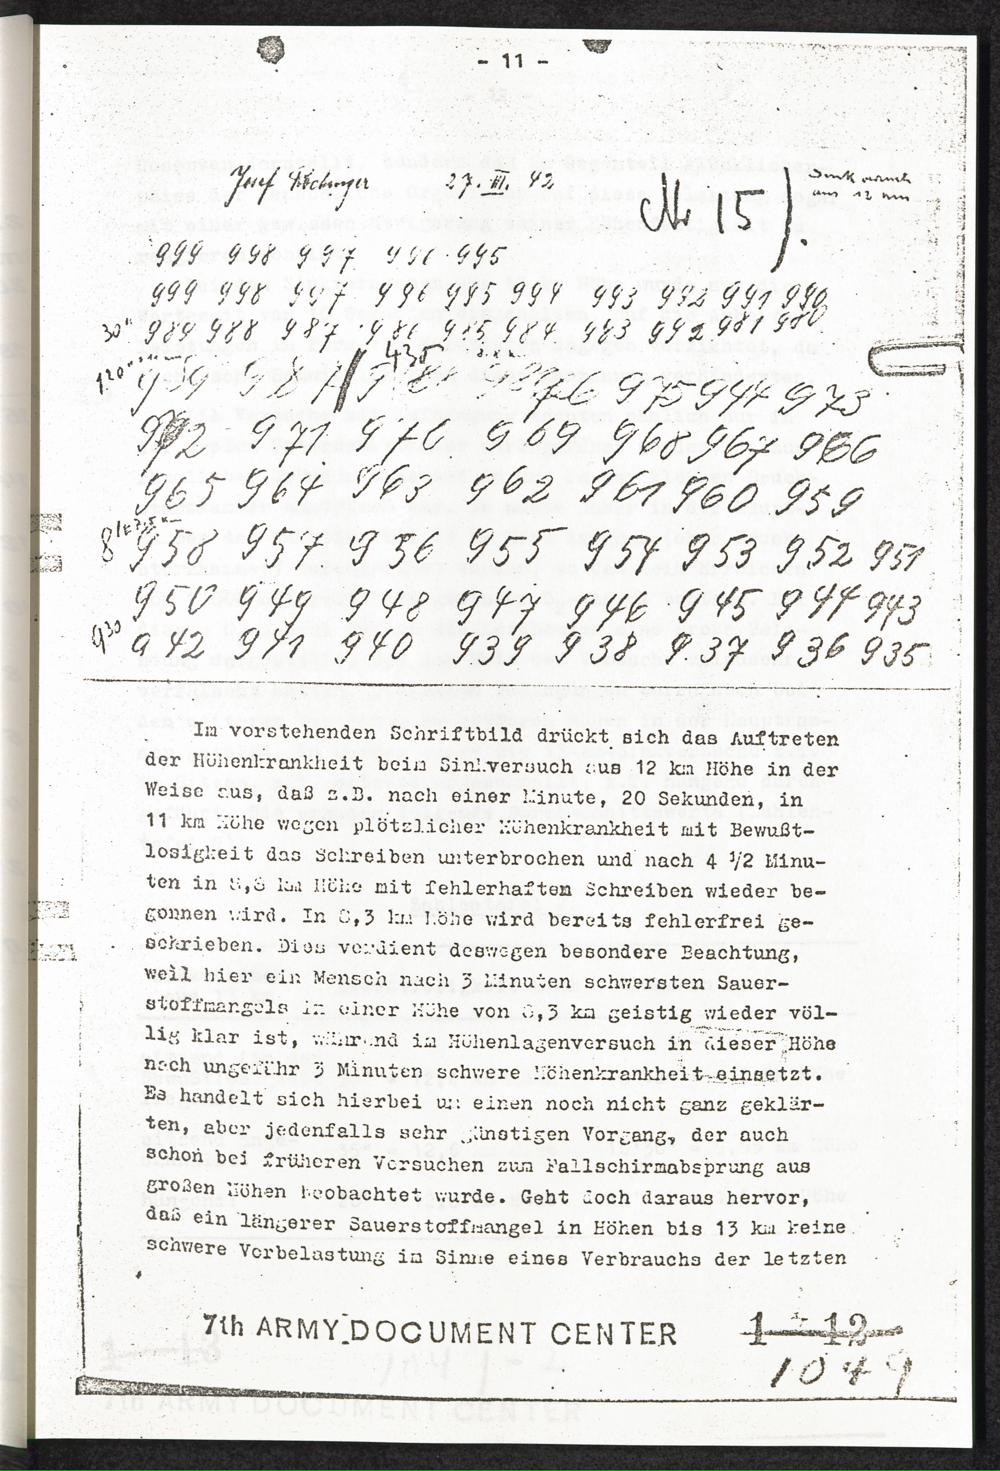 - 11 -
Josef 27. III. 42
Nr 15)
aus 12 km
999 998 997 996 995
999 998 997 996 995 994 993 992 991 990
30" 989 988 987 986 985 984 983 982 981 980
1'20" 976 975 974 973
972 971 970 969 968 967 966
965 964 963 962 961 960 959
958 957 956 955 954 953 952 951
950 949 948 947 946 945 944 943
942 941 940 939 938 937 936 935
Im vorstehenden Schriftbild drückt sich das Auftreten
der Höhenkrankheit beim Sinkversuch aus 12 km Höhe in der
Weise aus, daß z.B. nach einer Minute, 20 Sekunden, in
11 km Höhe wegen plötzlicher Höhenkrankheit mit Bewußt-
losigkeit das Schreiben unterbrochen und nach 4 1/2 Minu-
ten in 8,8 km Höhe mit fehlerhaftem Schreiben wieder be-
gonnen wird. In 8,3 km Höhe wird bereits fehlerfrei ge-
schrieben. Dies verdient deswegen besondere Beachtung,
weil hier ein Mensch nach 3 Minuten schwersten Sauer-
stoffmangels in einer Höhe von 8,3 km geistig wieder völ-
lig klar ist, während im Höhenlagenversuch in dieser Höhe
nach ungefähr 3 Minuten schwere Höhenkrankheit einsetzt.
Es handelt sich hierbei um einen noch nicht ganz geklär-
ten, aber jedenfalls sehr günstigen Vorgang, der auch
schon bei früheren Versuchen zum Fallschirmabsprung aus
großen Höhen beobachtet wurde. Geht doch daraus hervor,
daß ein längerer Sauerstoffmangel in Höhen bis 13 km keine
schwere Vorbelastung im Sinne eines Verbrauchs der letzten
7th ARMY DOCUMENT CENTER
1 - 12
1049